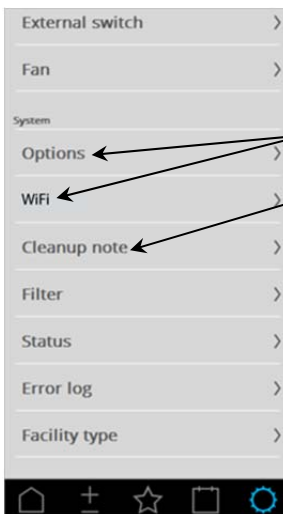 External switch
Fan
System
Options
WiFi
Cleanup note
Filter
Status
Error log
Facility type